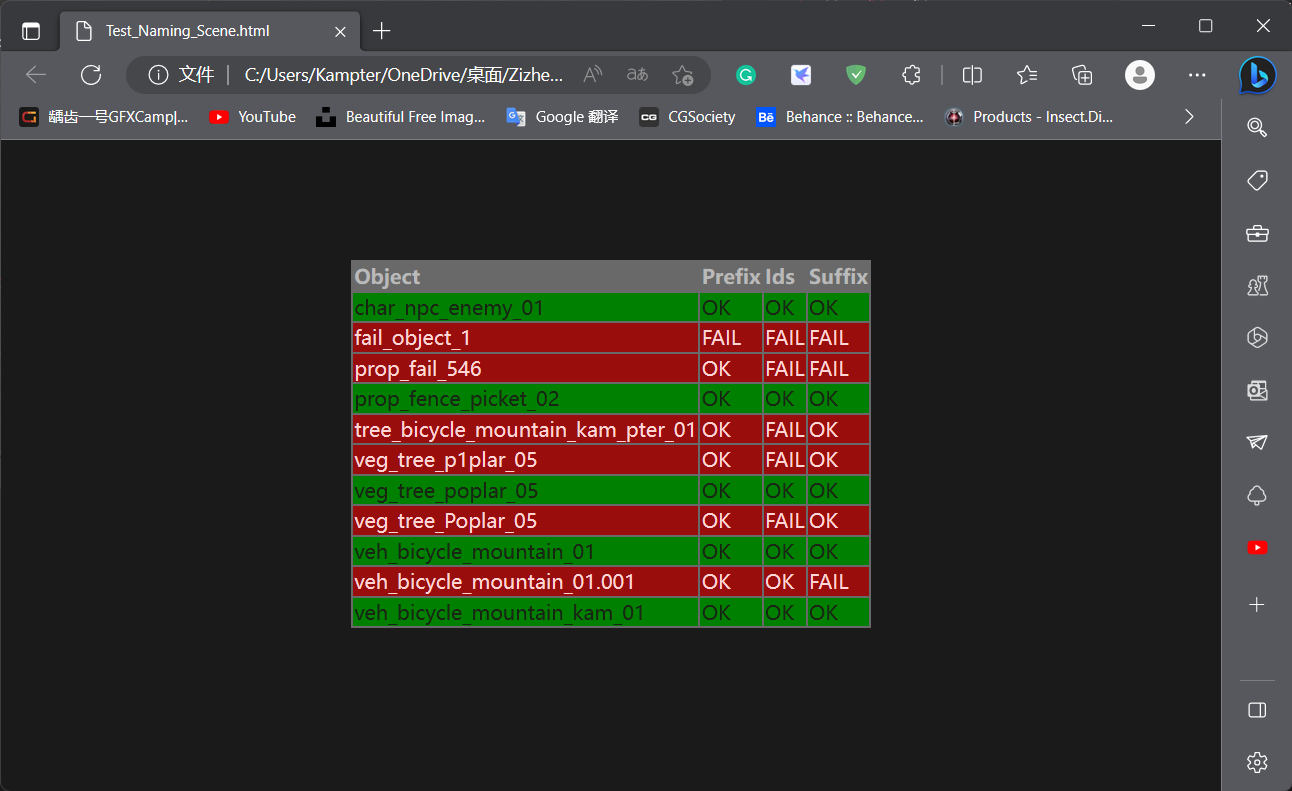 Test_Naming_Scene.html
文件 C:/Users/Kampter/OneDrive/桌面/Zizhe...
龋齿一号GFXCamp|... YouTube Beautiful Free Imag... Google 翻译 CGSociety Behance :: Behance... Products - Insect.Di...
Object Prefix Ids Suffix
char_npc_enemy_01 OK OK OK
fail_object_1 FAIL FAIL FAIL
prop_fail_546 OK FAIL FAIL
prop_fence_picket_02 OK OK OK
tree_bicycle_mountain_kam_pter_01 OK FAIL OK
veg_tree_p1plar_05 OK FAIL OK
veg_tree_poplar_05 OK OK OK
veg_tree_Poplar_05 OK FAIL OK
veh_bicycle_mountain_01 OK OK OK
veh_bicycle_mountain_01.001 OK OK FAIL
veh_bicycle_mountain_kam_01 OK OK OK